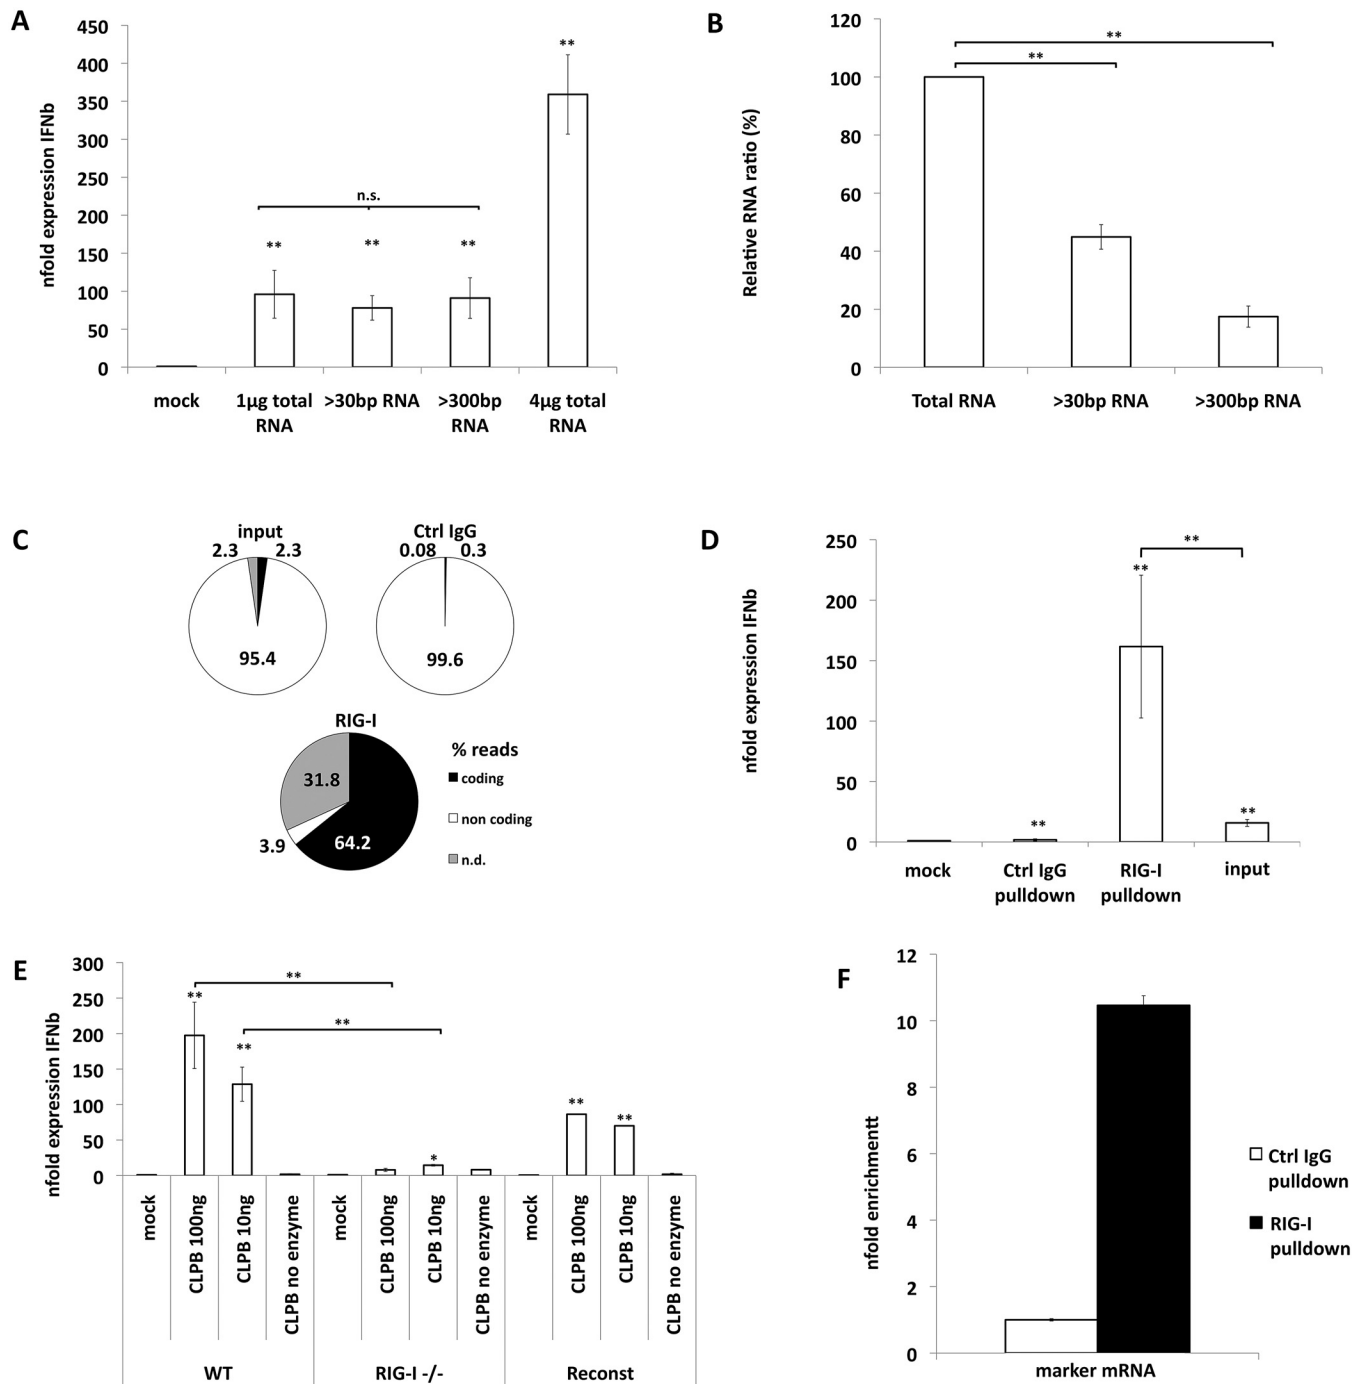 A
nfold expression IFNb
450
400
350
300
250
200
150
100
50
0
**
**
**
**
n.s.
mock
1µg total RNA
>30bp RNA
>300bp RNA
4µg total RNA
B
Relative RNA ratio (%)
120
100
80
60
40
20
0
**
**
Total RNA
>30bp RNA
>300bp RNA
C
input
2.3
2.3
95.4
Ctrl IgG
0.08
0.3
99.6
RIG-I
31.8
3.9
64.2
% reads
coding
non coding
n.d.
D
nfold expression IFNb
250
200
150
100
50
0
**
**
**
**
mock
Ctrl IgG pulldown
RIG-I pulldown
input
E
nfold expression IFNb
300
250
200
150
100
50
0
**
**
**
**
*
**
**
mock
CLPB 100ng
CLPB 10ng
CLPB no enzyme
mock
CLPB 100ng
CLPB 10ng
CLPB no enzyme
mock
CLPB 100ng
CLPB 10ng
CLPB no enzyme
WT
RIG-I -/-
Reconst
F
nfold enrichmentt
12
10
8
6
4
2
0
marker mRNA
Ctrl IgG
pulldown
RIG-I
pulldown